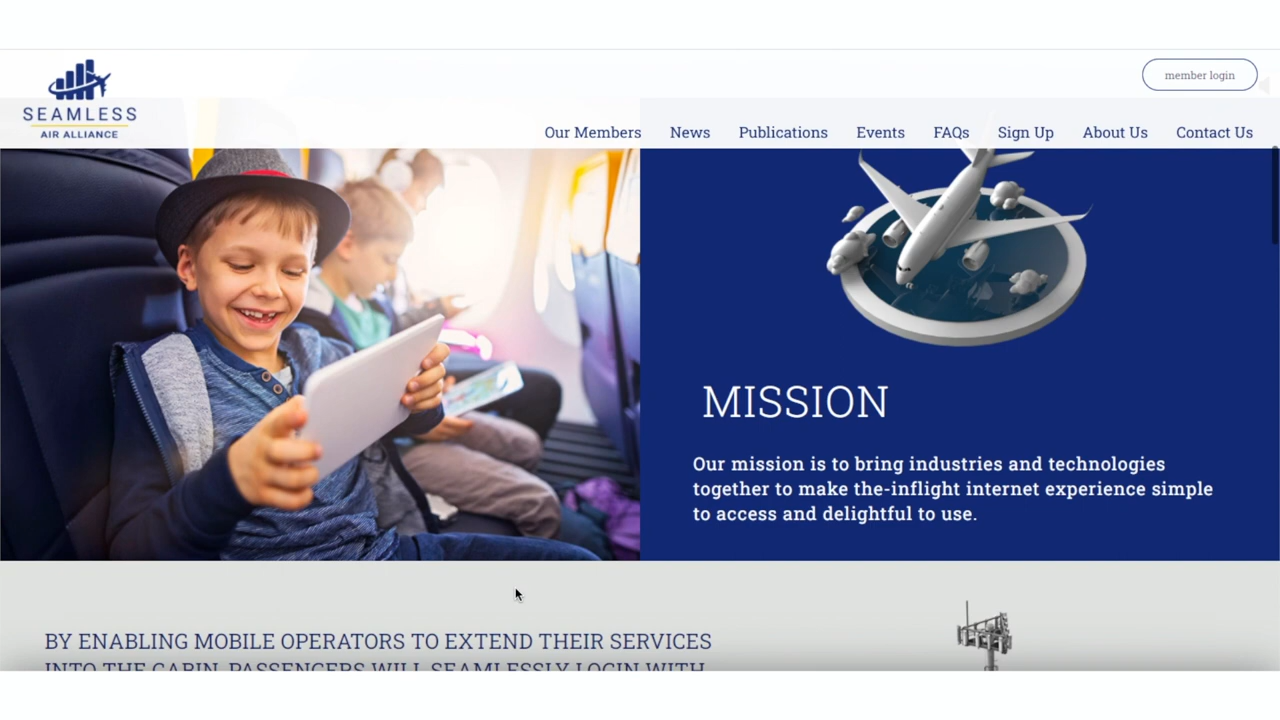 member login
SEAMLESS
AIR ALLIANCE
Our Members News Publications Events FAQs Sign Up About Us Contact Us
MISSION
Our mission is to bring industries and technologies
together to make the-inflight internet experience simple
to access and delightful to use.
BY ENABLING MOBILE OPERATORS TO EXTEND THEIR SERVICES
INTO THE CABIN, PASSENGERS WILL SEAMLESSLY LOGIN WITH